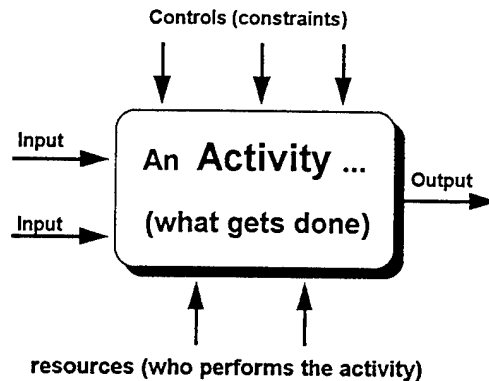 Controls (constraints)
Input
An Activity ...
Output
Input
(what gets done)
resources (who performs the activity)